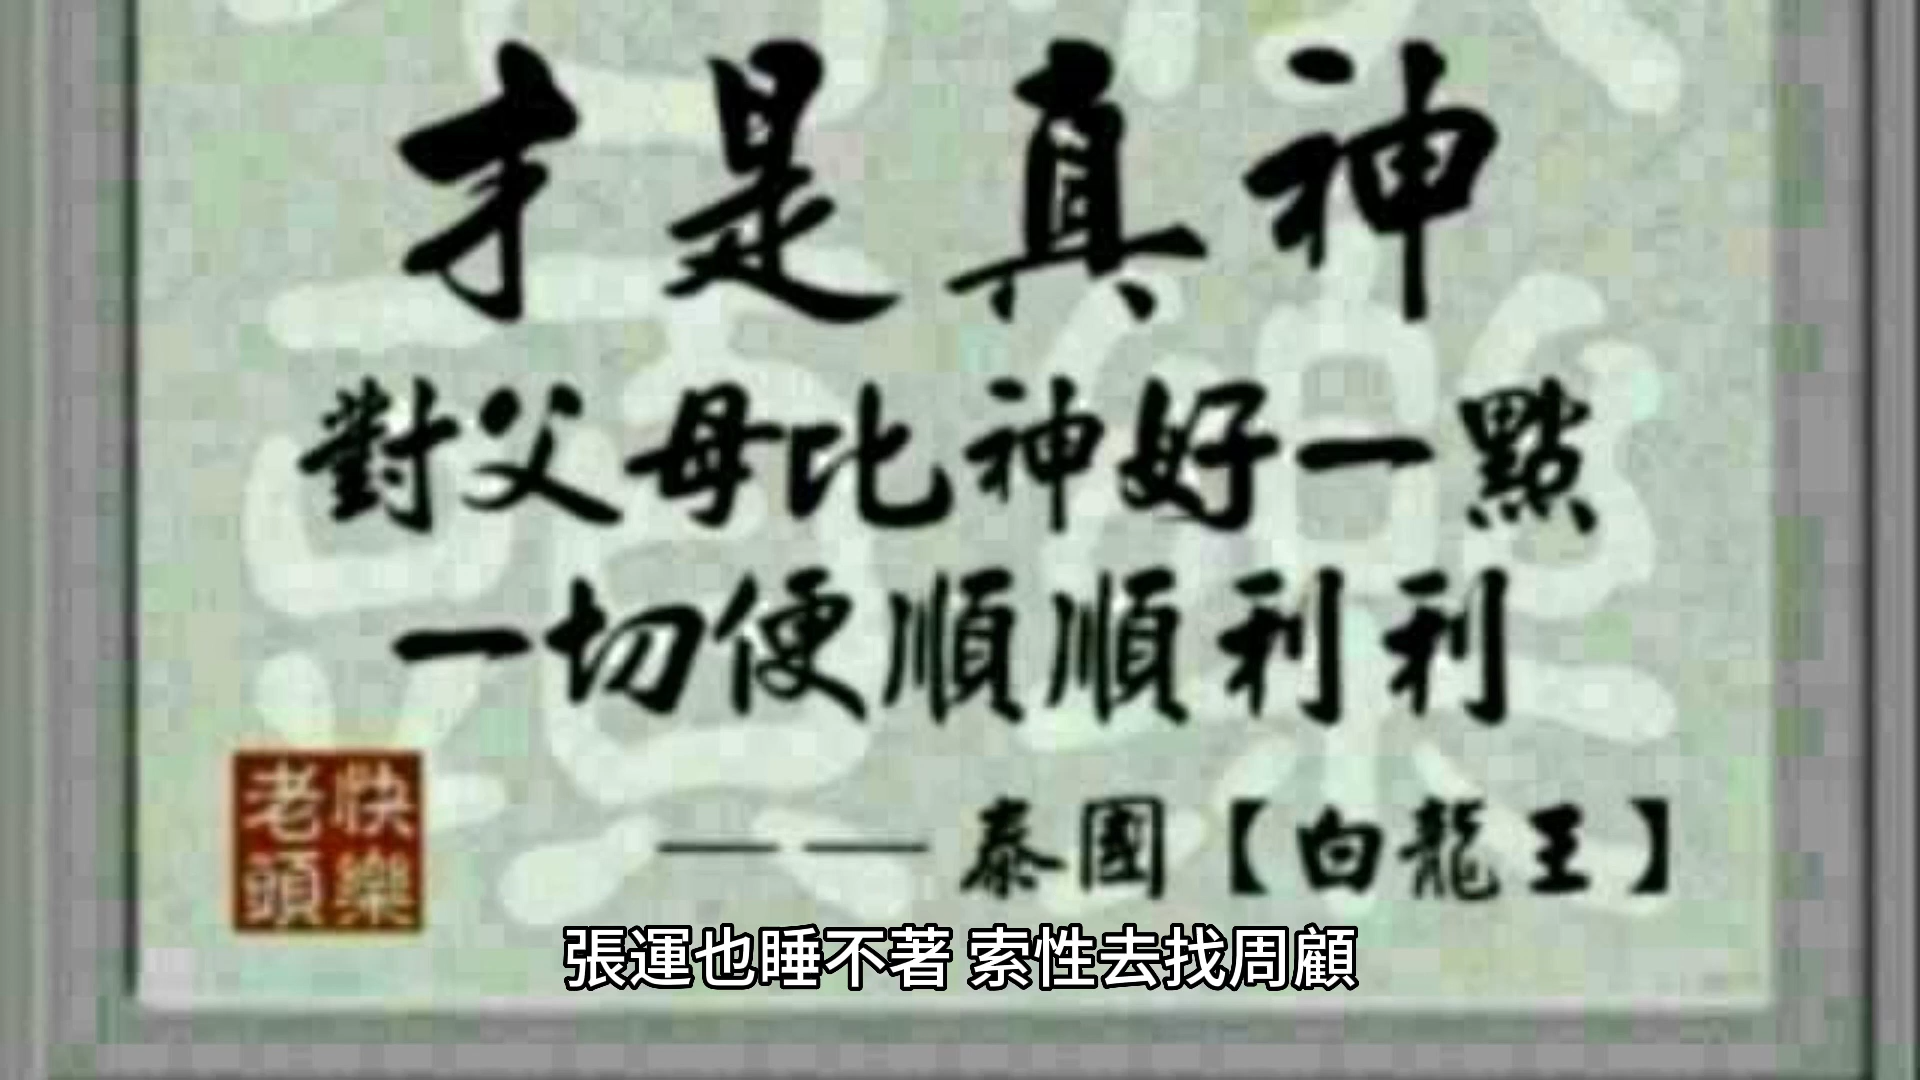 才是真神
對父母比神好一點
一切便順順利利
—— 泰國【白龍王】
快樂
老頭
張運也睡不著 索性去找周顧